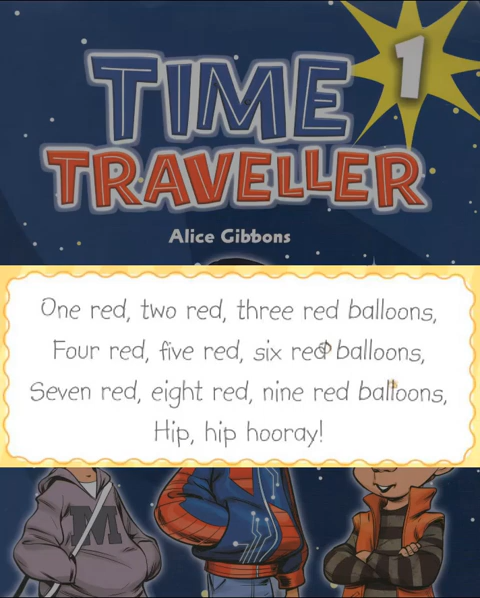 TIME
1
TRAVELLER
Alice Gibbons
One red, two red, three red balloons,
Four red, five red, six red balloons,
Seven red, eight red, nine red balloons,
Hip, hip hooray!
M